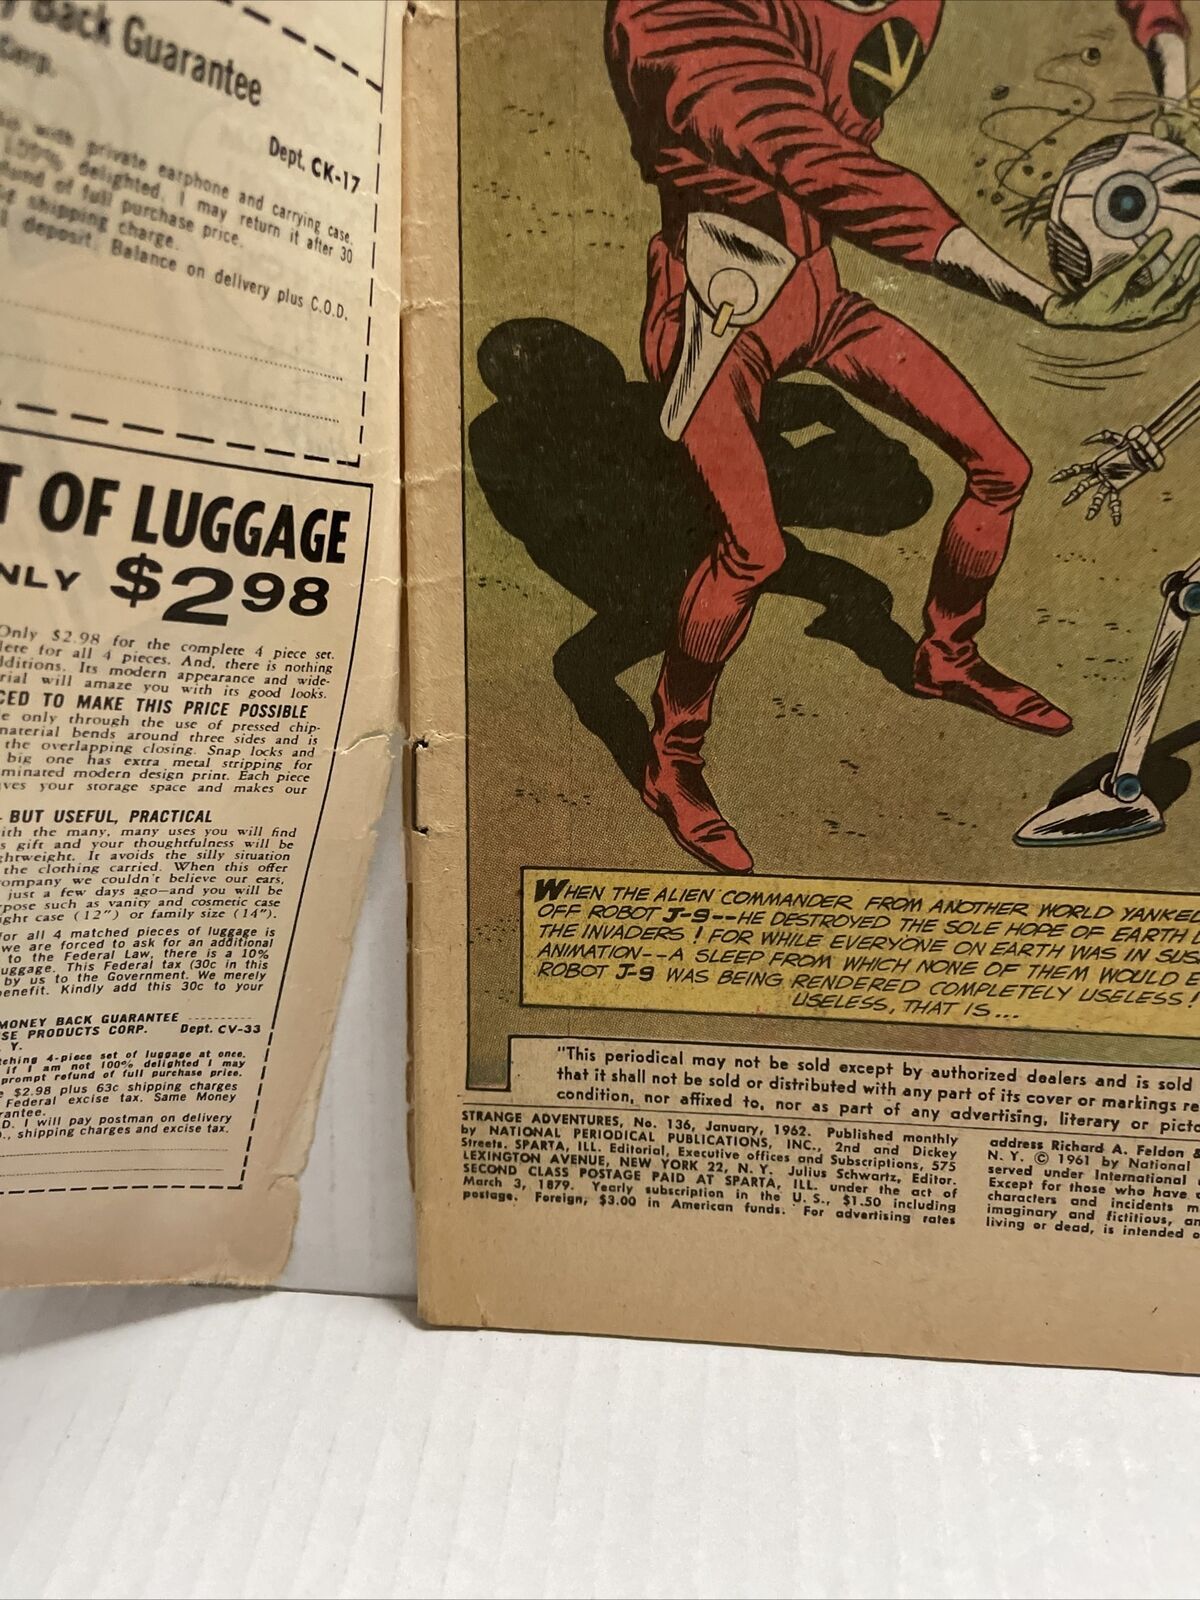 Back Guarantee
Corp.
Dept. CK-17
with private earphone and carrying case.
100% delighted, I may return it after 30
refund of full purchase price.
shipping charge.
deposit. Balance on delivery plus C.O.D.
T OF LUGGAGE
NLY $2.98
Only $2.98 for the complete 4 piece set.
lete for all 4 pieces. And, there is nothing
dditions. Its modern appearance and wide-
rial will amaze you with its good looks.
CED TO MAKE THIS PRICE POSSIBLE
e only through the use of pressed chip-
material bends around three sides and is
the overlapping closing. Snap locks and
big one has extra metal stripping for
minated modern design print. Each piece
ves your storage space and makes our
- BUT USEFUL, PRACTICAL
ith the many, many uses you will find
s gift and your thoughtfulness will be
ghtweight. It avoids the silly situation
the clothing carried. When this offer
ompany we couldn't believe our ears,
just a few days ago—and you will be
rpose such as vanity and cosmetic case
ight case (12") or family size (14").
or all 4 matched pieces of luggage is
we are forced to ask for an additional
to the Federal Law, there is a 10%
uggage. This Federal tax (30c in this
by us to the Government. We merely
benefit. Kindly add this 30c to your
MONEY BACK GUARANTEE
SE PRODUCTS CORP. Dept. CV-33
. Y.
tching 4-piece set of luggage at once.
if I am not 100% delighted I may
prompt refund of full purchase price.
e $2.98 plus 63c shipping charges
Federal excise tax. Same Money
rantee.
D. I will pay postman on delivery
., shipping charges and excise tax.
WHEN THE ALIEN COMMANDER FROM ANOTHER WORLD YANKED
OFF ROBOT J-9--HE DESTROYED THE SOLE HOPE OF EARTH
THE INVADERS! FOR WHILE EVERYONE ON EARTH WAS IN SUS
ANIMATION--A SLEEP FROM WHICH NONE OF THEM WOULD E
ROBOT J-9 WAS BEING RENDERED COMPLETELY USELESS!
USELESS, THAT IS...
"This periodical may not be sold except by authorized dealers and is sold
that it shall not be sold or distributed with any part of its cover or markings re
condition, nor affixed to, nor as part of any advertising, literary or picto
STRANGE ADVENTURES, No. 136, January, 1962. Published monthly
by NATIONAL PERIODICAL PUBLICATIONS, INC., 2nd and Dickey
Streets. SPARTA, ILL. Editorial, Executive offices and Subscriptions, 575
LEXINGTON AVENUE, NEW YORK 22, N. Y. Julius Schwartz, Editor.
SECOND CLASS POSTAGE PAID AT SPARTA, ILL. under the act of
March 3, 1879. Yearly subscription in the U. S., $1.50 including
postage. Foreign, $3.00 in American funds. For advertising rates
address Richard A. Feldon &
N. Y. © 1961 by National
served under International
Except for those who have
characters and incidents m
imaginary and fictitious, an
living or dead, is intended o